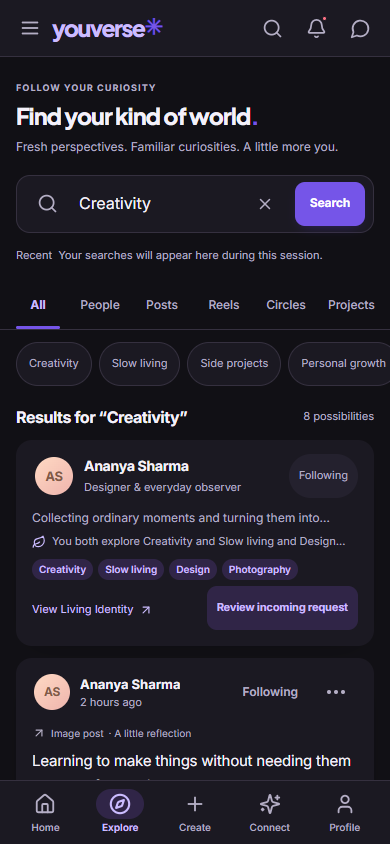 youverse
FOLLOW YOUR CURIOSITY
Find your kind of world.
Fresh perspectives. Familiar curiosities. A little more you.
Creativity
Search
Recent Your searches will appear here during this session.
All People Posts Reels Circles Projects
Creativity Slow living Side projects Personal growth
Results for “Creativity” 8 possibilities
AS
Ananya Sharma
Designer & everyday observer
Following
Collecting ordinary moments and turning them into...
You both explore Creativity and Slow living and Design...
Creativity Slow living Design Photography
View Living Identity
Review incoming request
AS
Ananya Sharma
2 hours ago
Following
Image post · A little reflection
Learning to make things without needing them
Home Explore Create Connect Profile